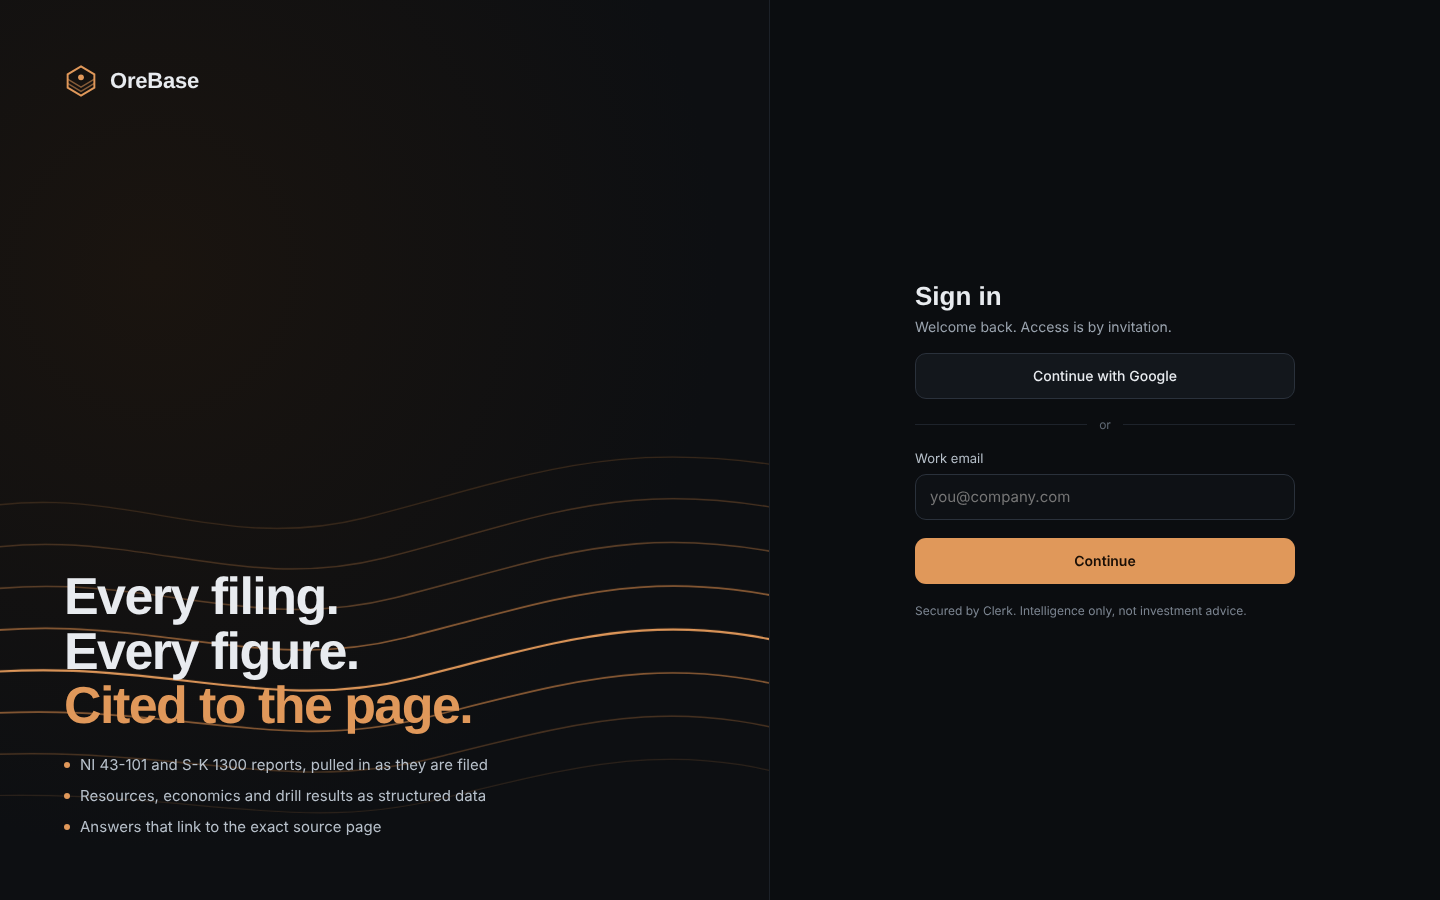 OreBase
Every filing.
Every figure.
Cited to the page.
NI 43-101 and S-K 1300 reports, pulled in as they are filed
Resources, economics and drill results as structured data
Answers that link to the exact source page
Sign in
Welcome back. Access is by invitation.
Continue with Google
or
Work email
you@company.com
Continue
Secured by Clerk. Intelligence only, not investment advice.